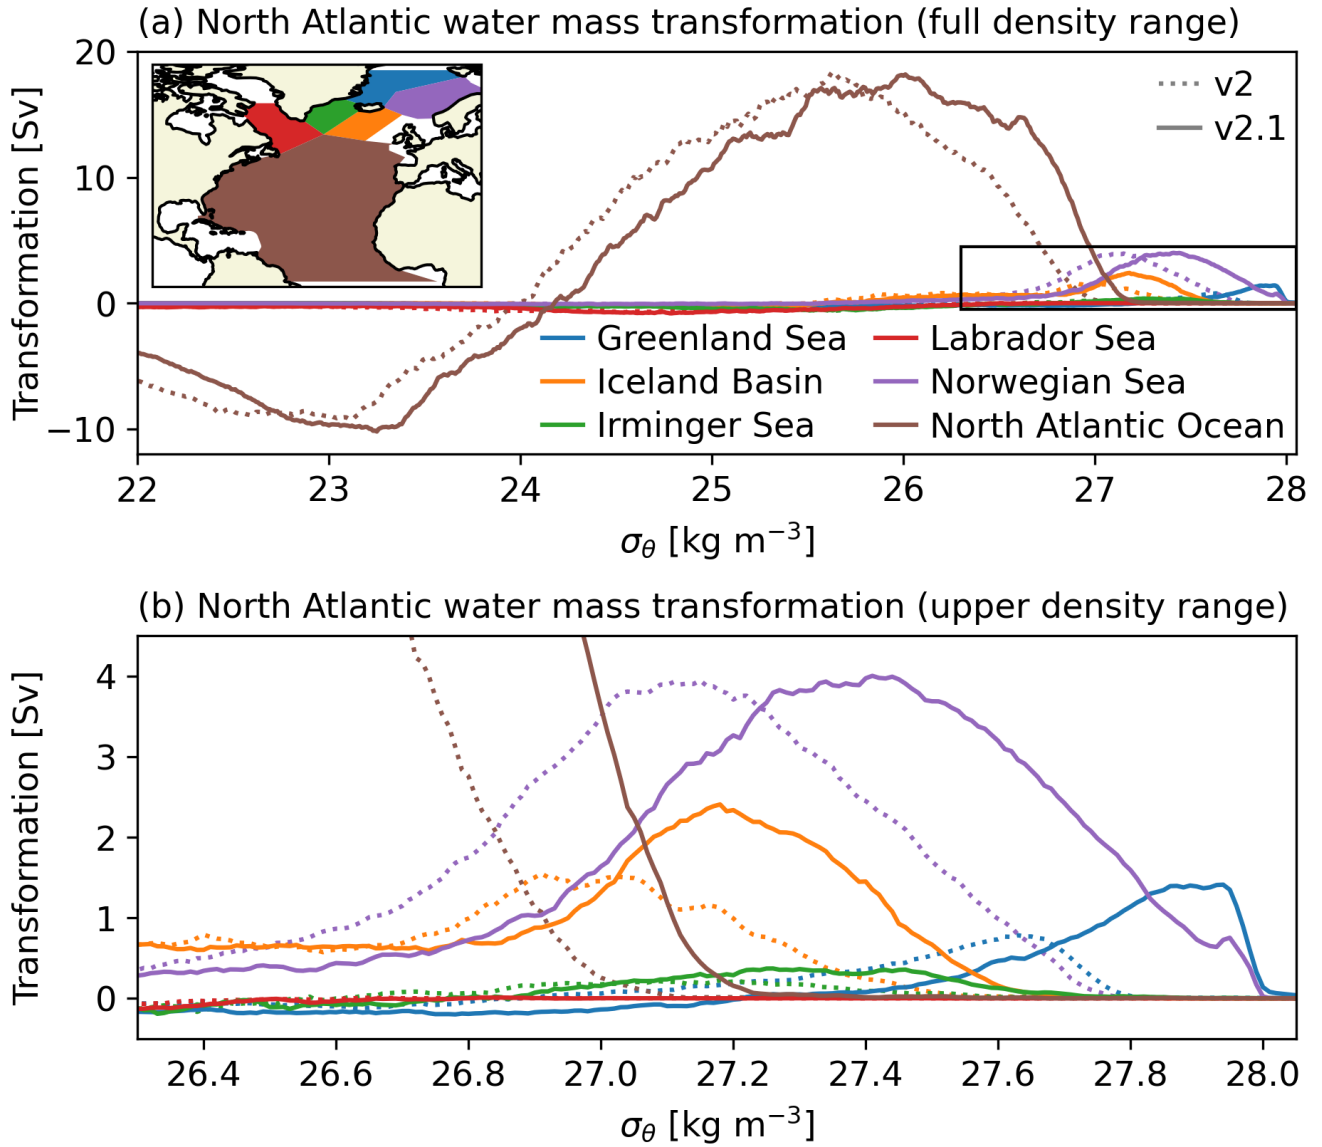 (a) North Atlantic water mass transformation (full density range)
Transformation [Sv]
20
10
0
−10
v2
v2.1
Greenland Sea
Iceland Basin
Irminger Sea
Labrador Sea
Norwegian Sea
North Atlantic Ocean
22 23 24 25 26 27 28
σθ [kg m⁻³]
(b) North Atlantic water mass transformation (upper density range)
Transformation [Sv]
4
3
2
1
0
26.4 26.6 26.8 27.0 27.2 27.4 27.6 27.8 28.0
σθ [kg m⁻³]